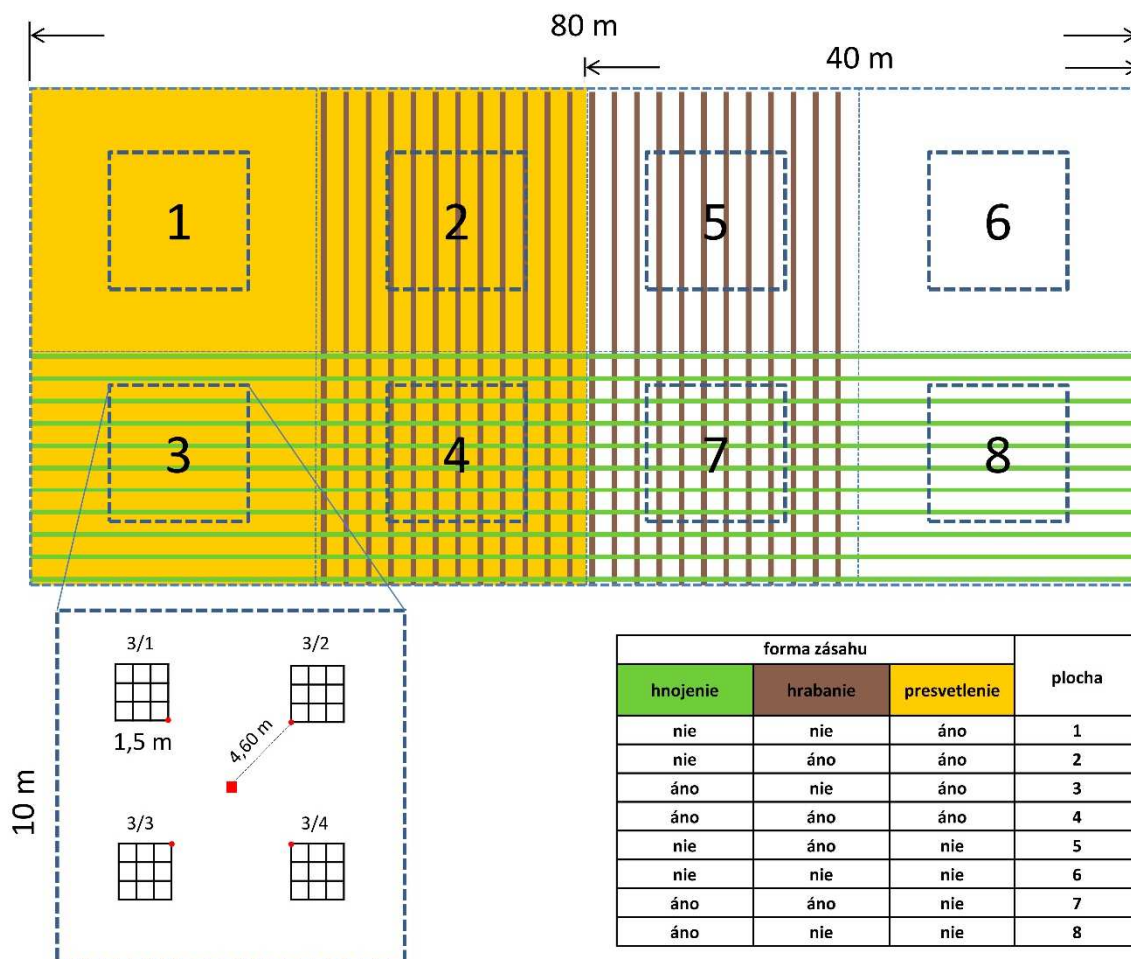 80 m
40 m
1 2 5 6
3 4 7 8
3/1 3/2
1,5 m
4,60 m
10 m
3/3 3/4
forma zásahu plocha
hnojenie hrabanie presvetlenie
nie nie áno 1
nie áno áno 2
áno nie áno 3
áno áno áno 4
nie áno nie 5
nie nie nie 6
áno áno nie 7
áno nie nie 8